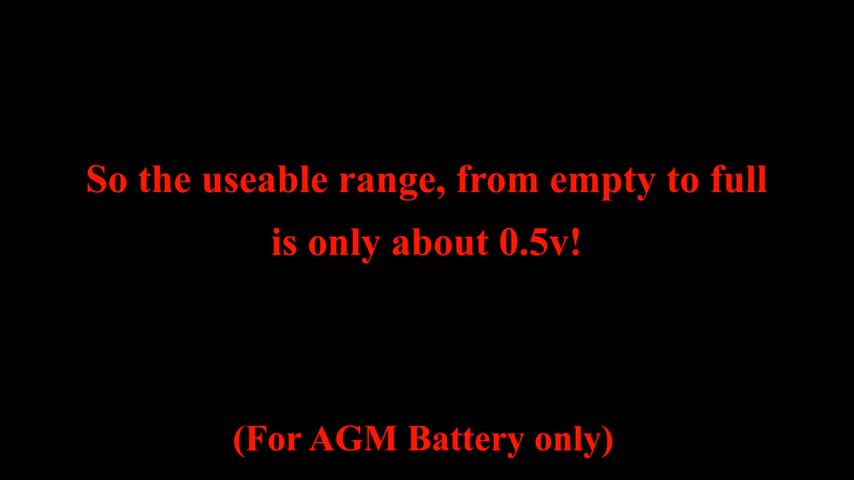 So the useable range, from empty to full
is only about 0.5v!
(For AGM Battery only)